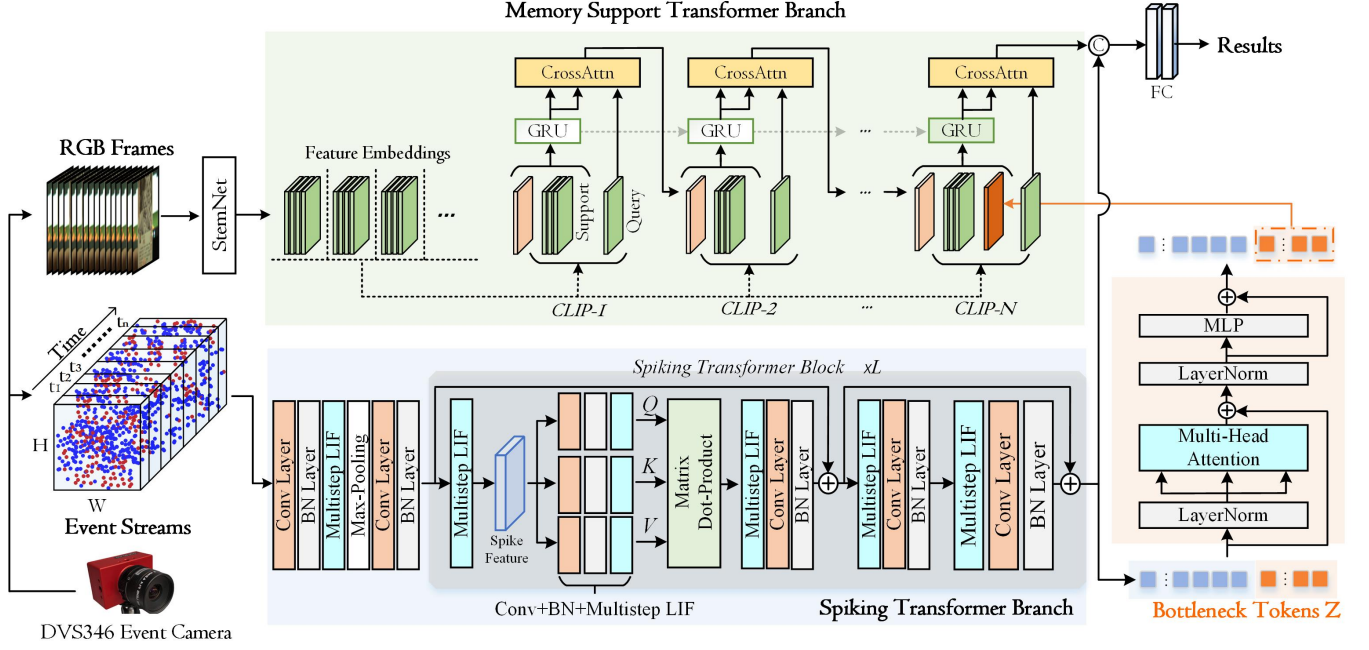 Memory Support Transformer Branch
CrossAttn
CrossAttn
CrossAttn
C
Results
FC
GRU
GRU
...
GRU
RGB Frames
StemNet
Feature Embeddings
...
Support
Query
...
CLIP-1
CLIP-2
...
CLIP-N
Time
t1
t2
t3
tn
H
W
Event Streams
DVS346 Event Camera
Spiking Transformer Block xL
Conv Layer
BN Layer
Multistep LIF
Max-Pooling
Conv Layer
BN Layer
Multistep LIF
Spike
Feature
Q
K
V
Conv+BN+Multistep LIF
Matrix
Dot-Product
Multistep LIF
Conv Layer
BN Layer
Multistep LIF
Conv Layer
BN Layer
Multistep LIF
Conv Layer
BN Layer
Spiking Transformer Branch
MLP
LayerNorm
Multi-Head
Attention
LayerNorm
Bottleneck Tokens Z